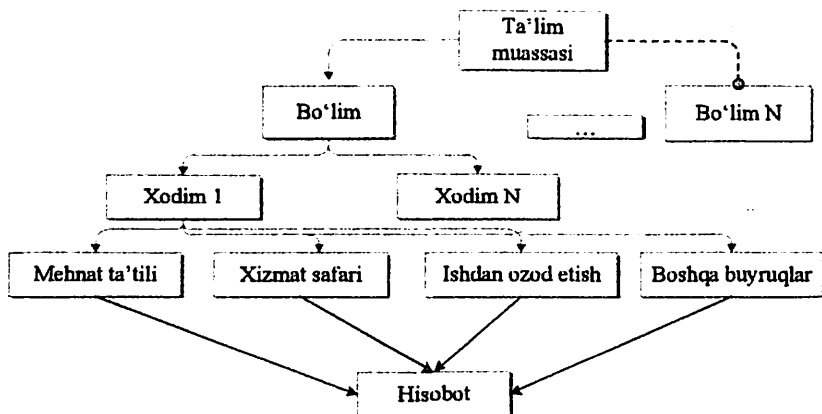 Ta’lim
muassasi
Bo‘lim
...
Bo‘lim N
Xodim 1
Xodim N
Mehnat ta’tili
Xizmat safari
Ishdan ozod etish
Boshqa buyruqlar
Hisobot